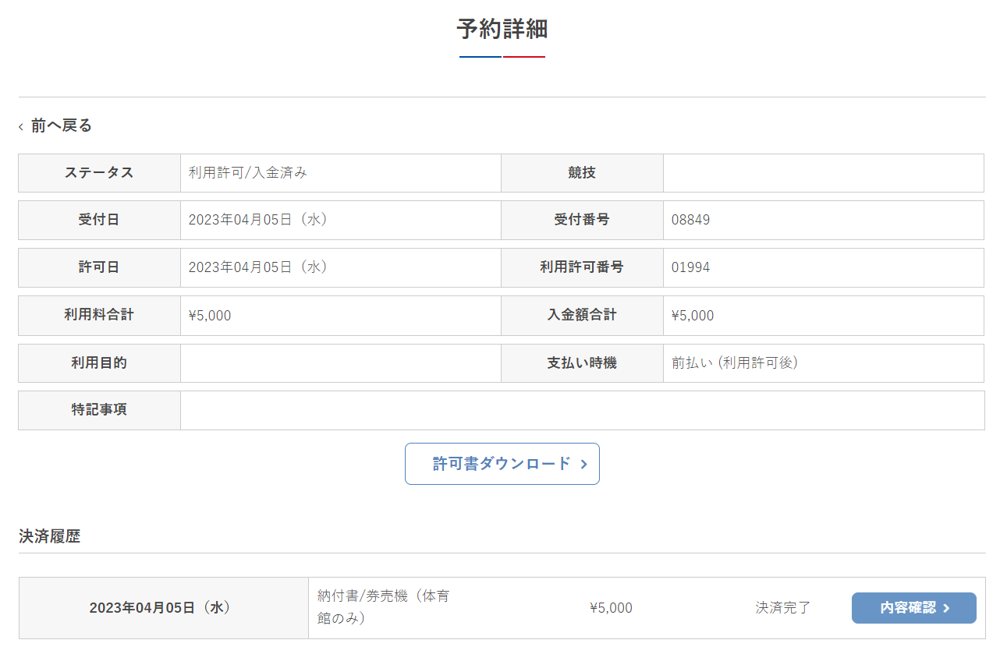 予約詳細
‹ 前へ戻る
ステータス 利用許可/入金済み 競技
受付日 2023年04月05日（水） 受付番号 08849
許可日 2023年04月05日（水） 利用許可番号 01994
利用料合計 ¥5,000 入金額合計 ¥5,000
利用目的 支払い時機 前払い (利用許可後)
特記事項
許可書ダウンロード ›
決済履歴
2023年04月05日（水） 納付書/券売機（体育
館のみ） ¥5,000 決済完了 内容確認 ›